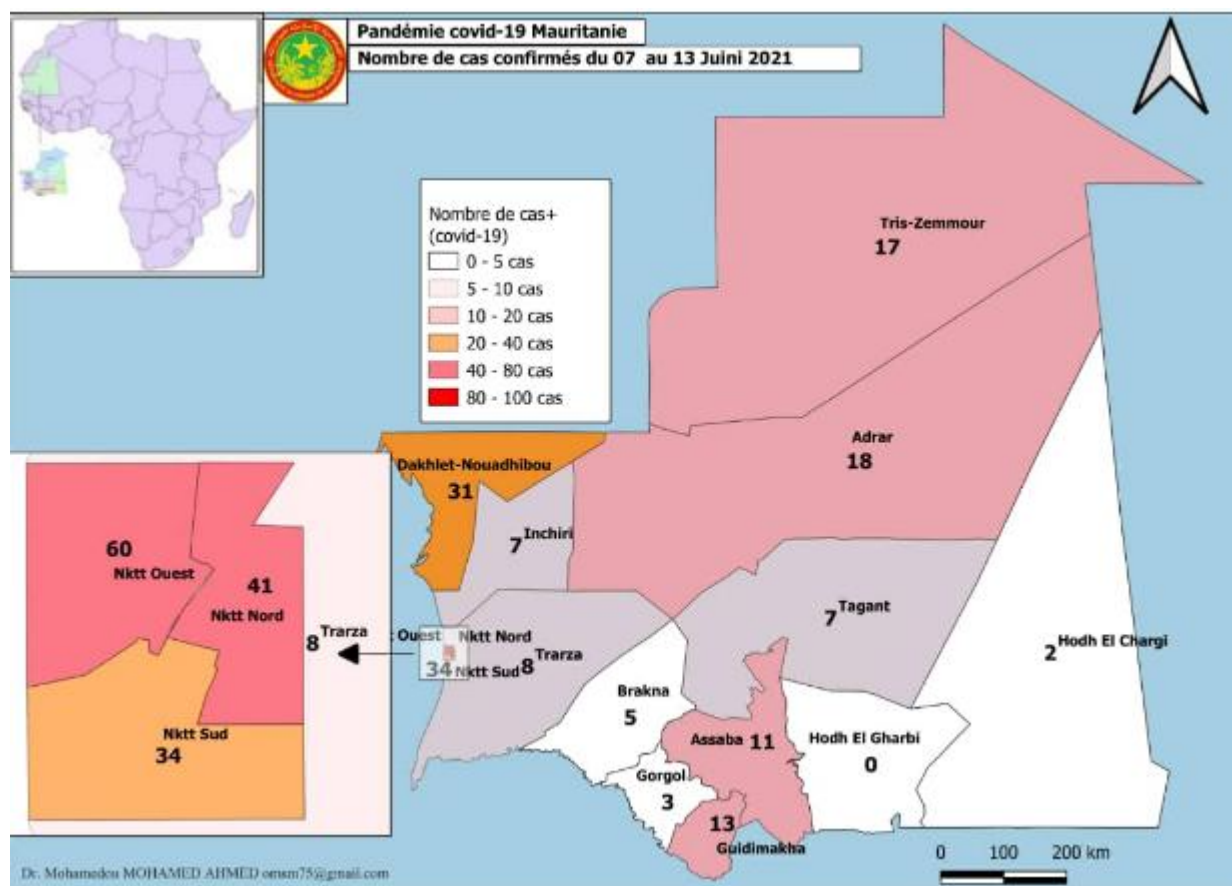 Pandémie covid-19 Mauritanie
Nombre de cas confirmés du 07 au 13 Juini 2021
Nombre de cas+
(covid-19)
0 - 5 cas
5 - 10 cas
10 - 20 cas
20 - 40 cas
40 - 80 cas
80 - 100 cas
Tris-Zemmour
17
Adrar
18
Dakhlet-Nouadhibou
31
Inchiri
7
Tagant
7
Hodh El Chargi
2
60
Nktt Ouest
41
Nktt Nord
Trarza
8
Nktt Sud
34
t Ouest
Nktt Nord
34 Nktt Sud
8 Trarza
Brakna
5
Assaba 11
Hodh El Gharbi
0
Gorgol
3
13
Guidimakha
0 100 200 km
Dr. Mohamedou MOHAMED AHMED omsm75@gmail.com